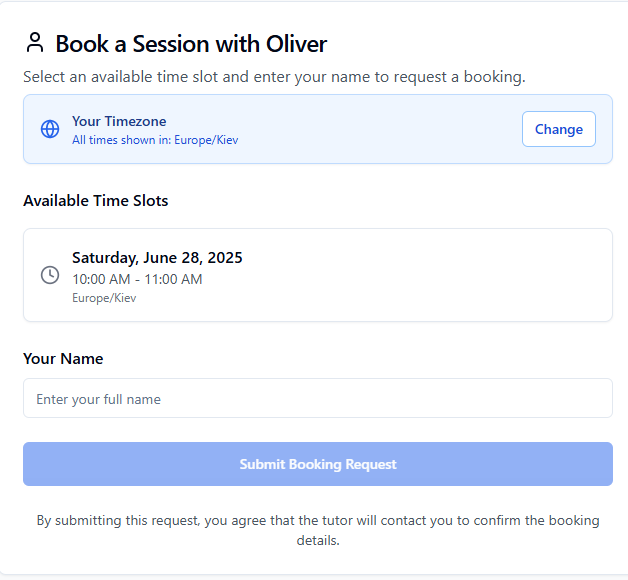 Book a Session with Oliver
Select an available time slot and enter your name to request a booking.
Your Timezone
All times shown in: Europe/Kiev
Change
Available Time Slots
Saturday, June 28, 2025
10:00 AM - 11:00 AM
Europe/Kiev
Your Name
Enter your full name
Submit Booking Request
By submitting this request, you agree that the tutor will contact you to confirm the booking
details.